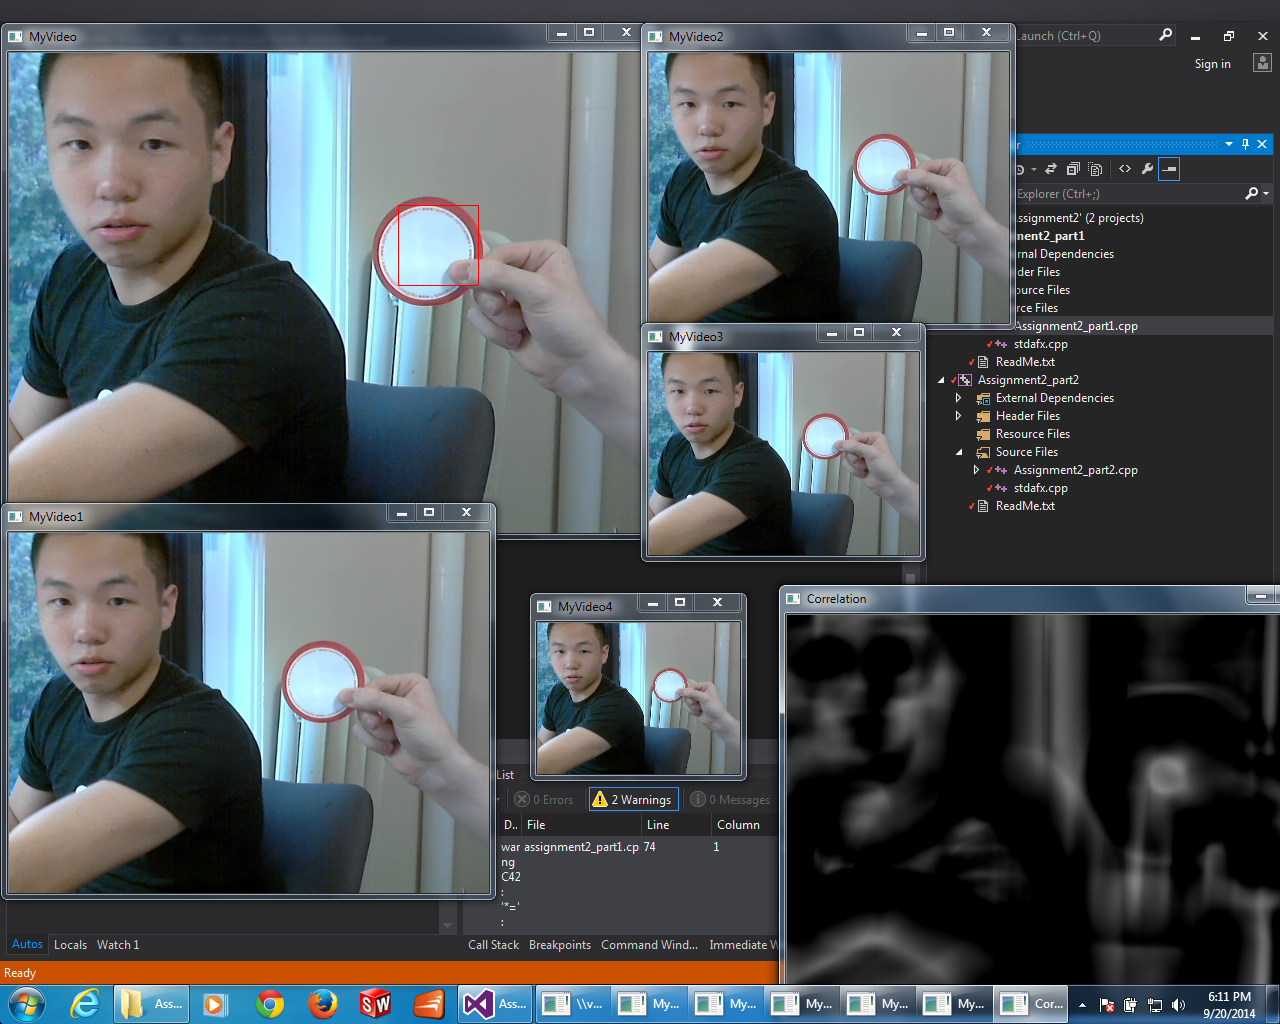 MyVideo
MyVideo2
Launch (Ctrl+Q)
Sign in
r
Explorer (Ctrl+;)
Assignment2' (2 projects)
ment2_part1
rnal Dependencies
der Files
ource Files
rce Files
Assignment2_part1.cpp
stdafx.cpp
ReadMe.txt
Assignment2_part2
External Dependencies
Header Files
Resource Files
Source Files
Assignment2_part2.cpp
stdafx.cpp
ReadMe.txt
MyVideo3
MyVideo1
MyVideo4
Correlation
List
0 Errors
2 Warnings
0 Messages
D.. File Line Column
war assignment2_part1.cp 74 1
ng
C42
:
'*='
:
Autos Locals Watch 1
Call Stack Breakpoints Command Wind... Immediate W
Ready
Ass...
SW
Ass...
\\v...
My...
My...
My...
My...
My...
Cor...
6:11 PM
9/20/2014